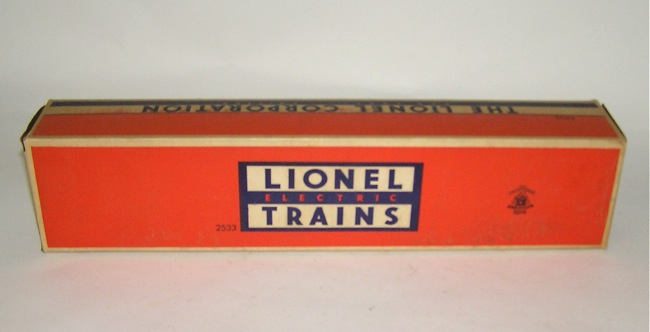 THE LIONEL CORPORATION
LIONEL
ELECTRIC
TRAINS
2533